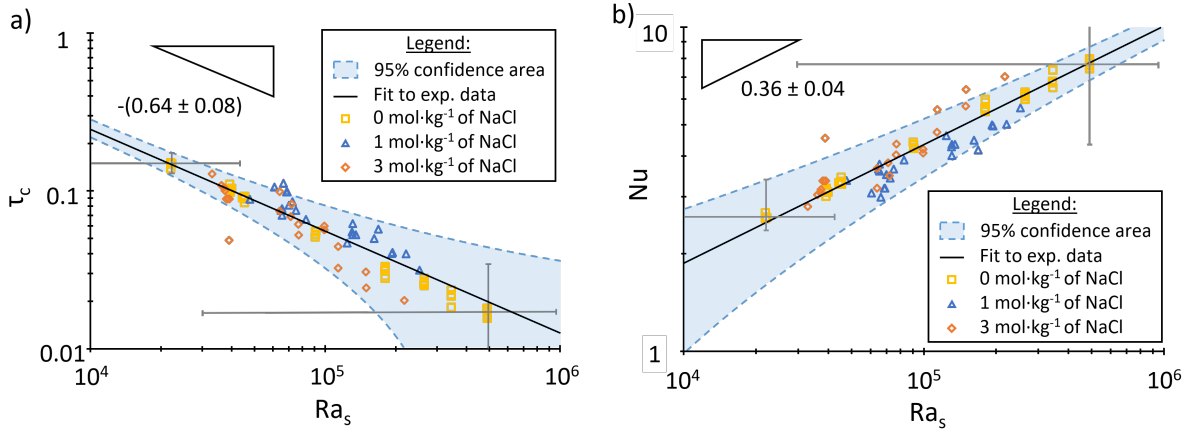 a)
1
Legend:
95% confidence area
Fit to exp. data
0 mol·kg⁻¹ of NaCl
1 mol·kg⁻¹ of NaCl
3 mol·kg⁻¹ of NaCl
-(0.64 ± 0.08)
0.1
τc
0.01
10⁴
10⁵
10⁶
Raₛ
b)
10
0.36 ± 0.04
Nu
Legend:
95% confidence area
Fit to exp. data
0 mol·kg⁻¹ of NaCl
1 mol·kg⁻¹ of NaCl
3 mol·kg⁻¹ of NaCl
1
10⁴
10⁵
10⁶
Raₛ